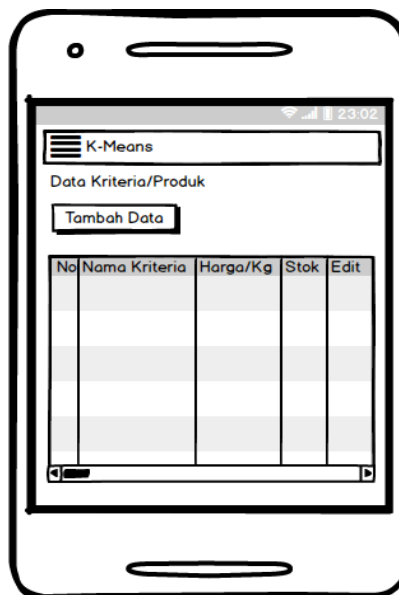 23:02
K-Means
Data Kriteria/Produk
Tambah Data
No Nama Kriteria Harga/Kg Stok Edit